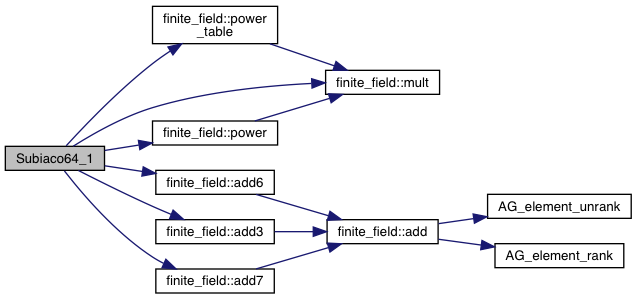 finite_field::power
_table
finite_field::mult
finite_field::power
Subiaco64_1
finite_field::add6
finite_field::add3
finite_field::add
AG_element_unrank
AG_element_rank
finite_field::add7